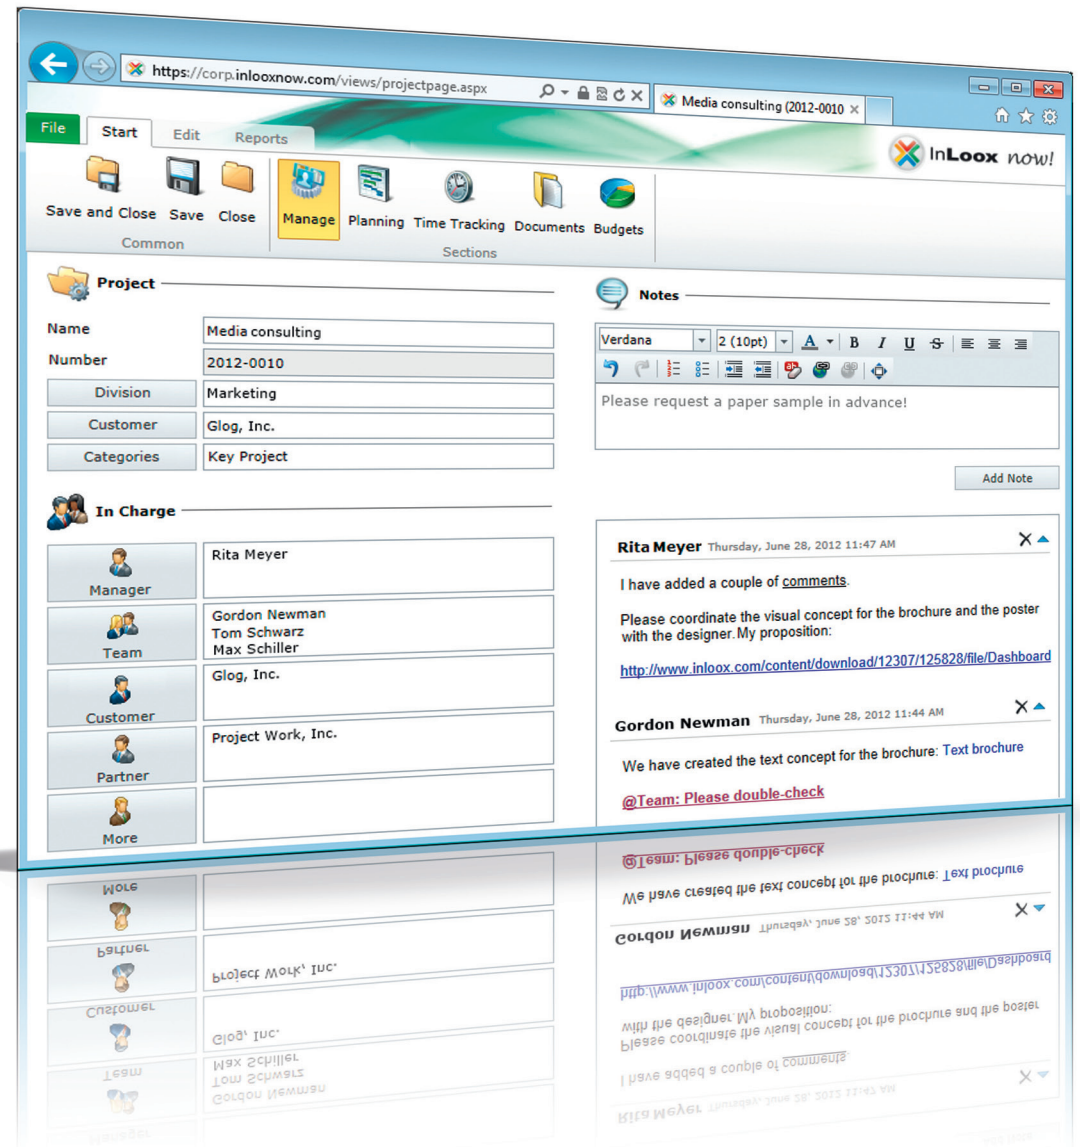 https://corp.inlooxnow.com/views/projectpage.aspx
Media consulting (2012-0010
File Start Edit Reports
InLoox now!
Save and Close Save Close Manage Planning Time Tracking Documents Budgets
Common Sections
Project
Name Media consulting
Number 2012-0010
Division Marketing
Customer Glog, Inc.
Categories Key Project
In Charge
Manager Rita Meyer
Team Gordon Newman
Tom Schwarz
Max Schiller
Customer Glog, Inc.
Partner Project Work, Inc.
More
Notes
Verdana 2 (10pt) A B I U S
Please request a paper sample in advance!
Add Note
Rita Meyer Thursday, June 28, 2012 11:47 AM
I have added a couple of comments.
Please coordinate the visual concept for the brochure and the poster
with the designer. My proposition:
http://www.inloox.com/content/download/12307/125828/file/Dashboard
Gordon Newman Thursday, June 28, 2012 11:44 AM
We have created the text concept for the brochure: Text brochure
@Team: Please double-check